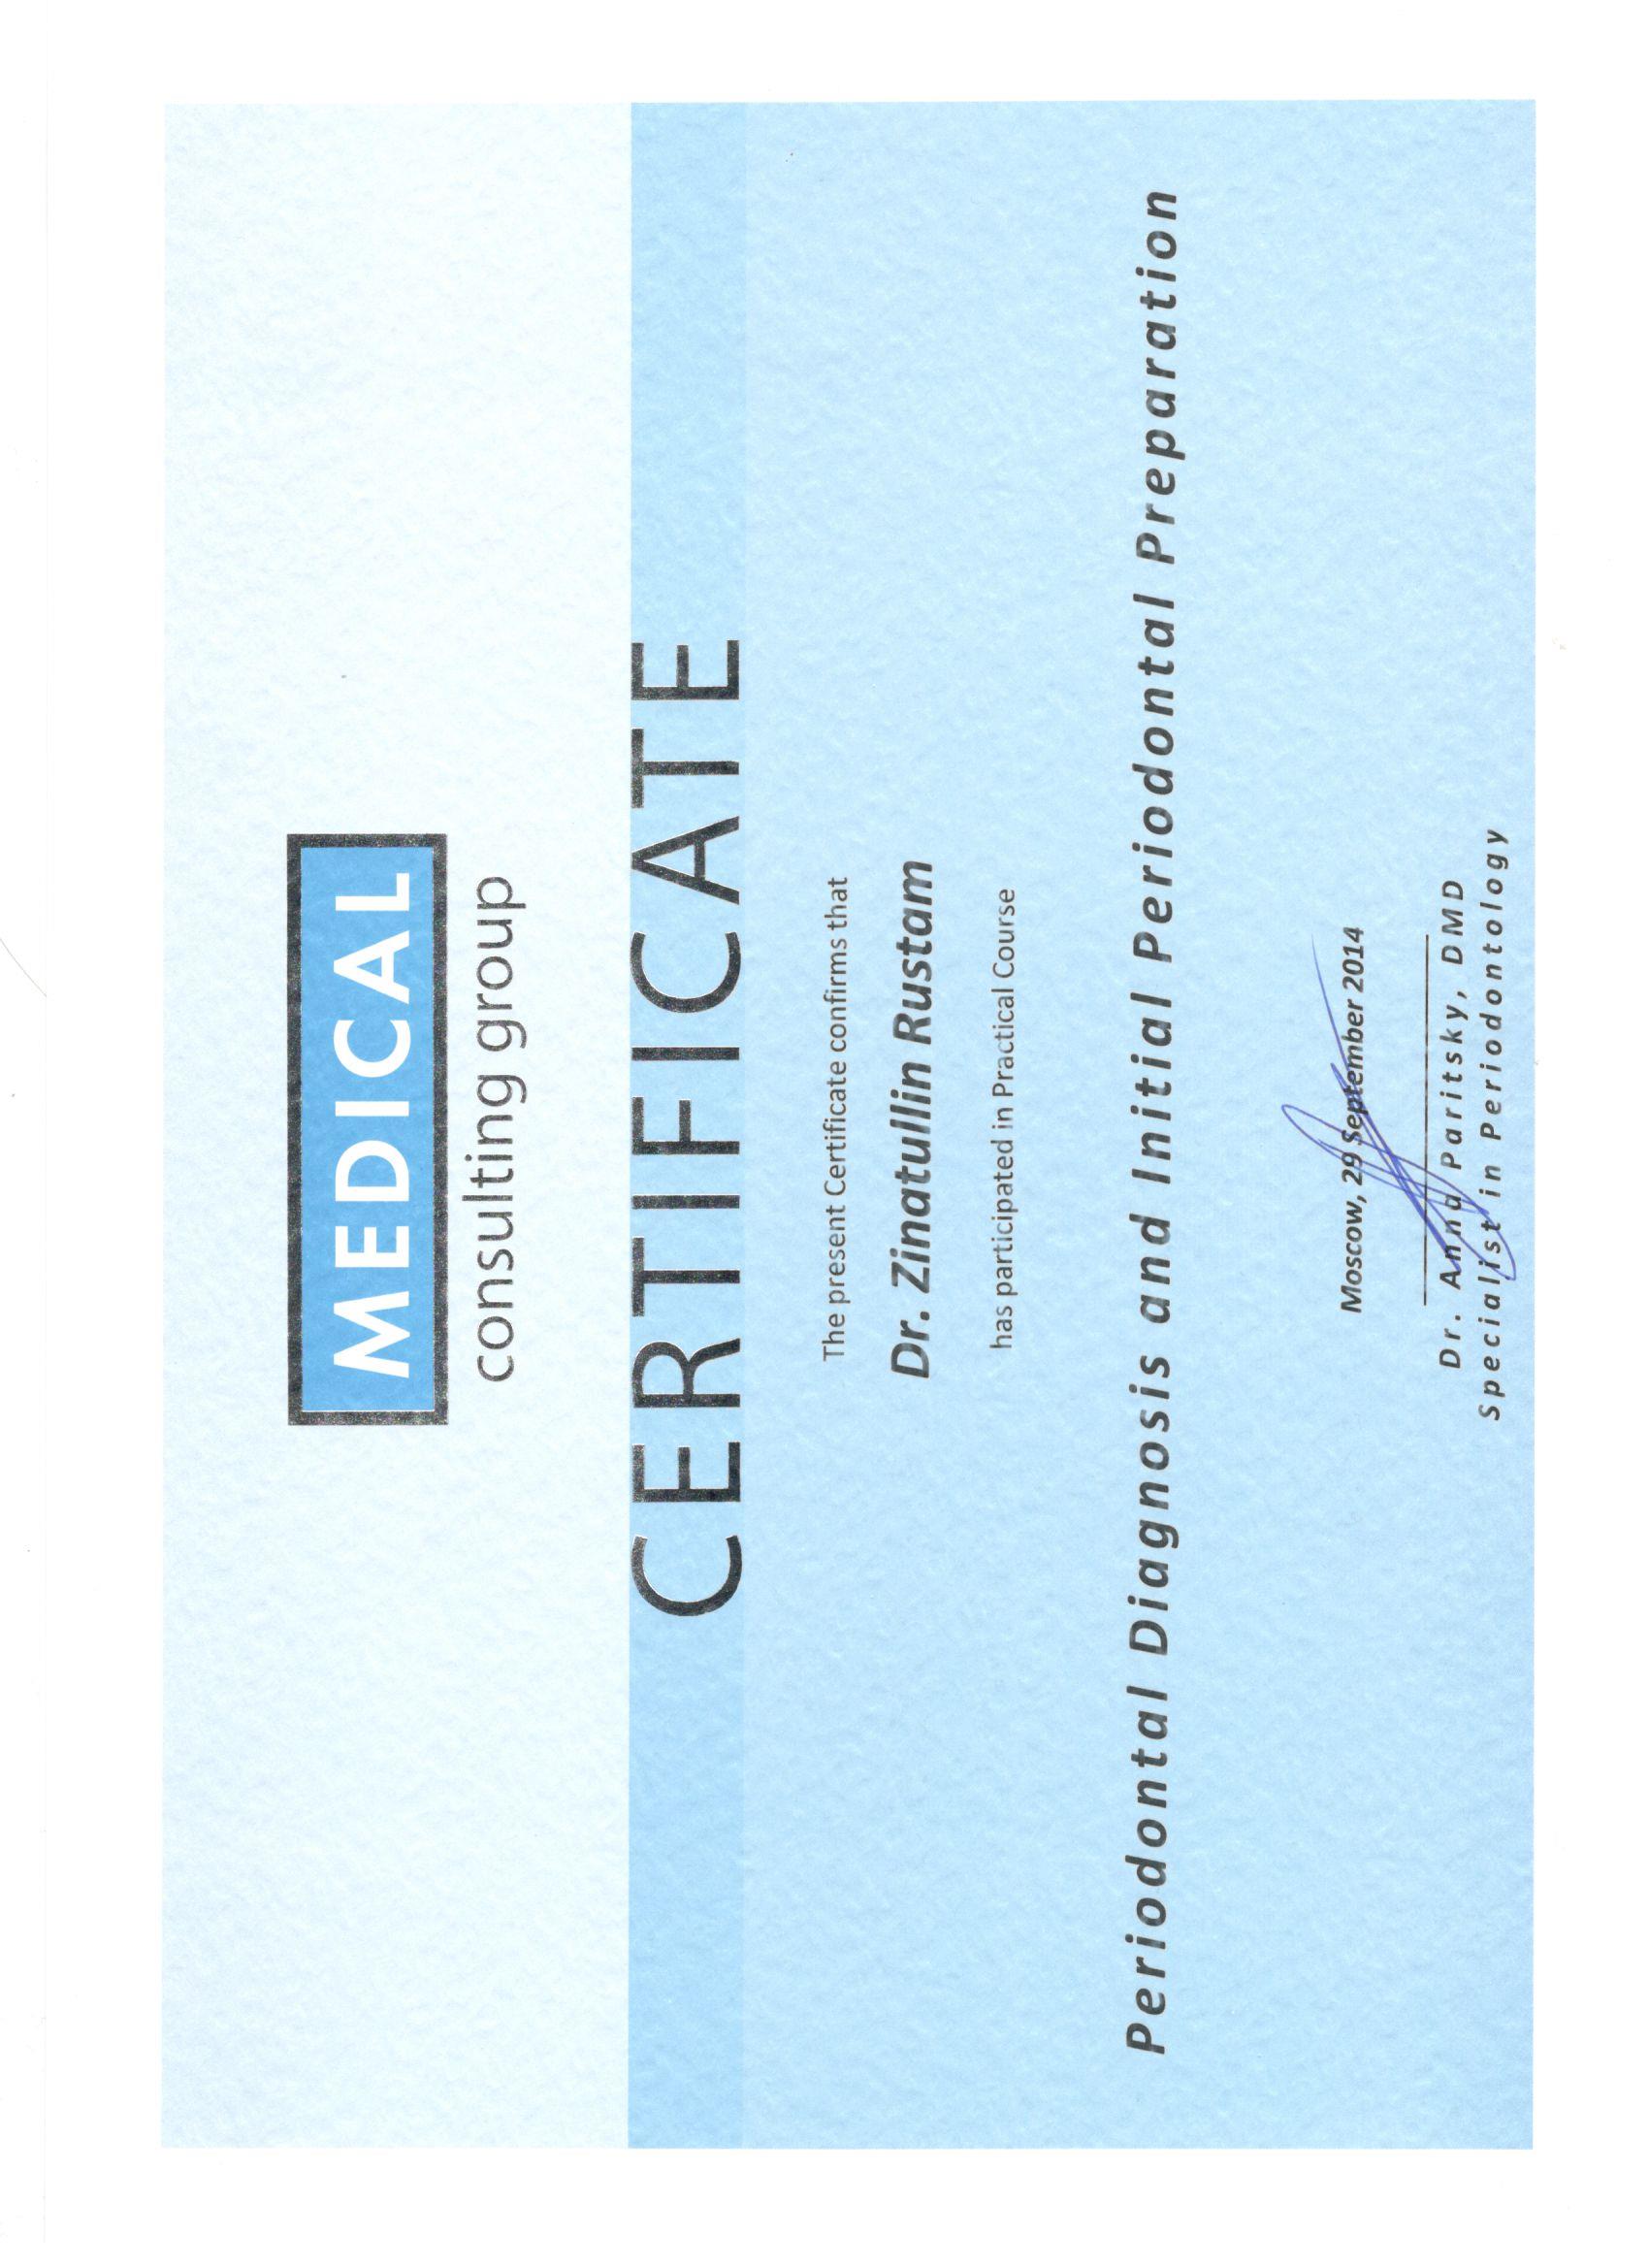 MEDICAL
consulting group
CERTIFICATE
The present Certificate confirms that
Dr. Zinatullin Rustam
has participated in Practical Course
Periodontal Diagnosis and Initial Periodontal Preparation
Moscow, 29 September 2014
Dr. Anna Paritsky, DMD
Specialist in Periodontology